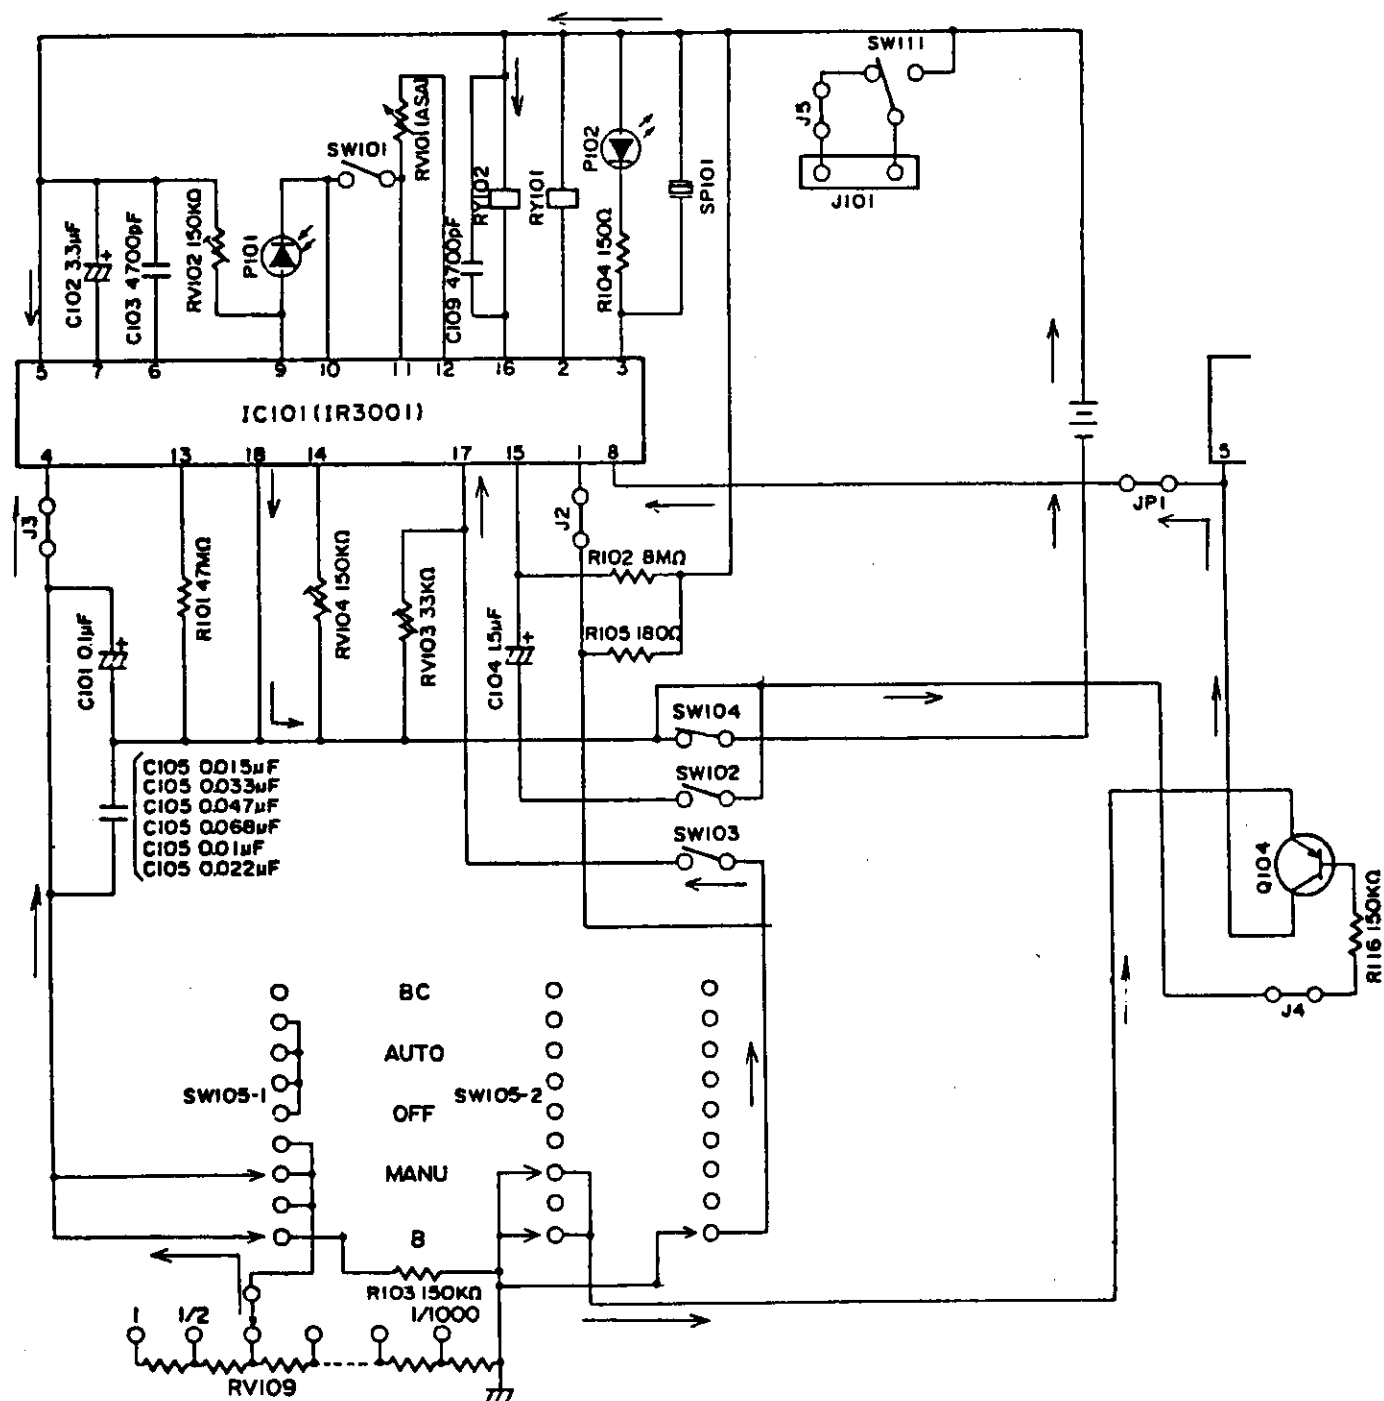 SW111
J5
J101
SW101
RV101(ASA)
RY102
RY101
P102
SP101
C102 3.3µF
+
C103 4700pF
RV102 150KΩ
P101
C109 4700pF
R104 150Ω
5 7 6 9 10 11 12 16 2 3
IC101(IR3001)
4 13 18 14 17 15 1 8
5
JP1
J3
J2
R101 47MΩ
RV104 150KΩ
RV103 33KΩ
R102 8MΩ
R105 180Ω
C101 0.1µF
+
C104 1.5µF
+
SW104
SW102
SW103
C105 0.015µF
C105 0.033µF
C105 0.047µF
C105 0.068µF
C105 0.01µF
C105 0.022µF
Q104
R116 150KΩ
J4
BC
AUTO
SW105-1
SW105-2
OFF
MANU
B
R103 150KΩ
1 1/2 1/1000
RV109